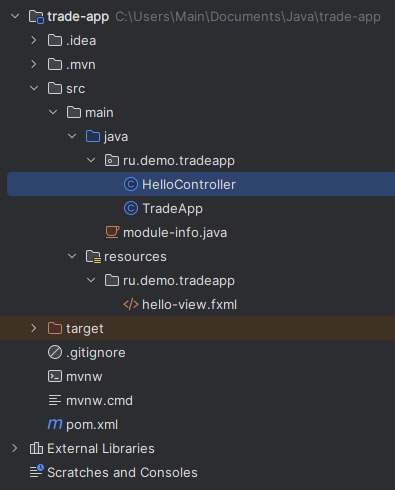 trade-app C:\Users\Main\Documents\Java\trade-app
.idea
.mvn
src
main
java
ru.demo.tradeapp
HelloController
TradeApp
module-info.java
resources
ru.demo.tradeapp
hello-view.fxml
target
.gitignore
mvnw
mvnw.cmd
pom.xml
External Libraries
Scratches and Consoles